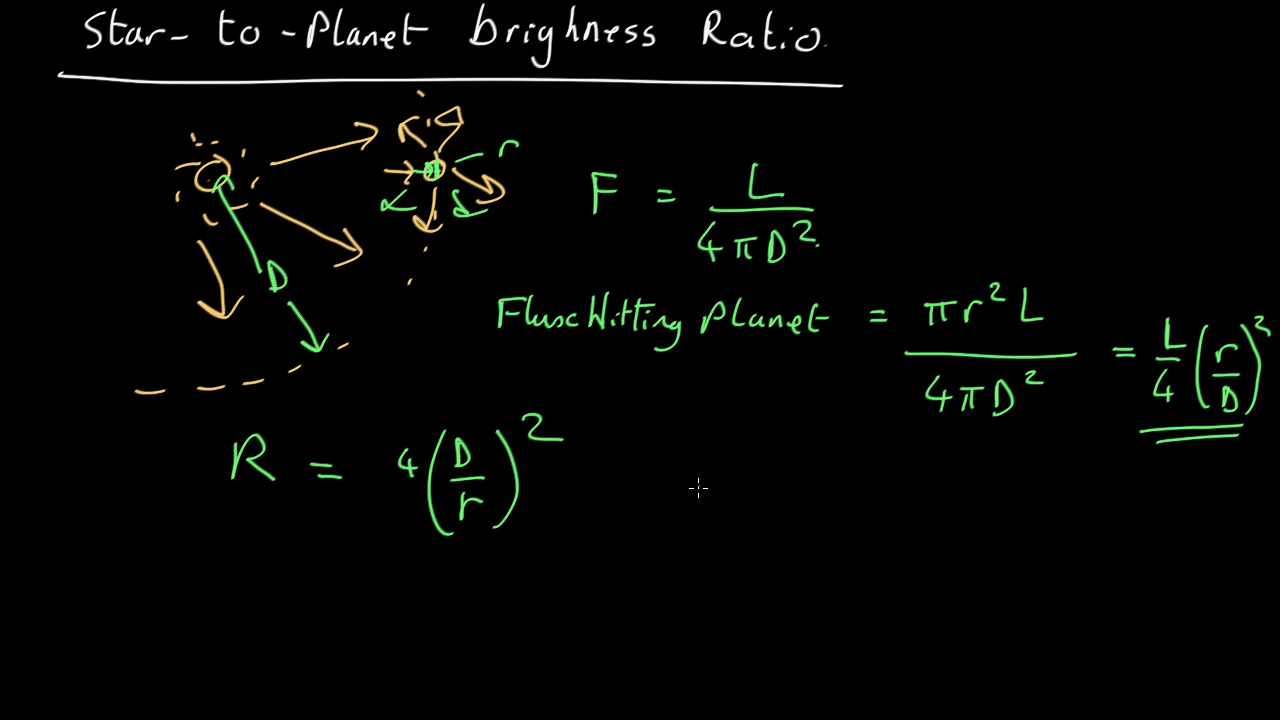 Star-to-Planet brighness Ratio.
r
α d
D
F = L / 4πD²
Flux Hitting Planet = πr²L / 4πD² = L/4 (r/D)²
R = 4(D/r)²